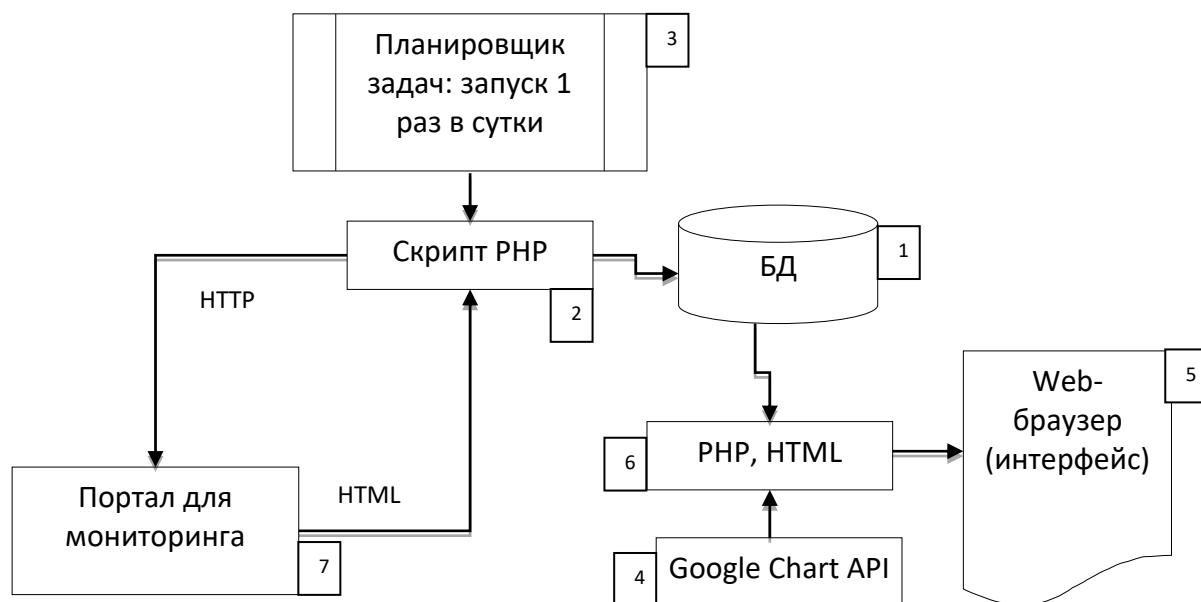 Планировщик
задач: запуск 1
раз в сутки
3
Скрипт PHP
2
БД
1
HTTP
HTML
Портал для
мониторинга
7
6
PHP, HTML
4
Google Chart API
Web-
браузер
(интерфейс)
5